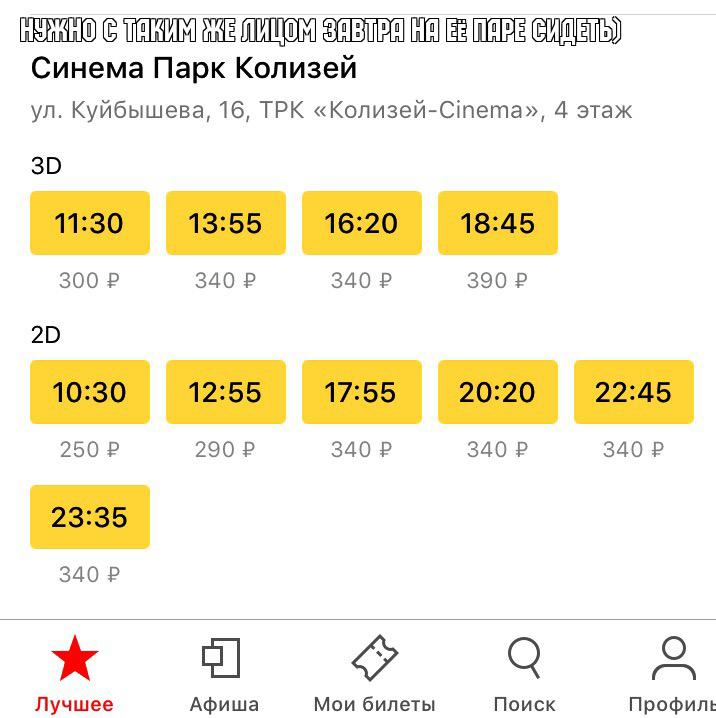 НУЖНО С ТАКИМ ЖЕ ЛИЦОМ ЗАВТРА НА ЕЁ ПАРЕ СИДЕТЬ)
Синема Парк Колизей
ул. Куйбышева, 16, ТРК «Колизей-Cinema», 4 этаж
3D
11:30 13:55 16:20 18:45
300 ₽ 340 ₽ 340 ₽ 390 ₽
2D
10:30 12:55 17:55 20:20 22:45
250 ₽ 290 ₽ 340 ₽ 340 ₽ 340 ₽
23:35
340 ₽
Лучшее Афиша Мои билеты Поиск Профиль